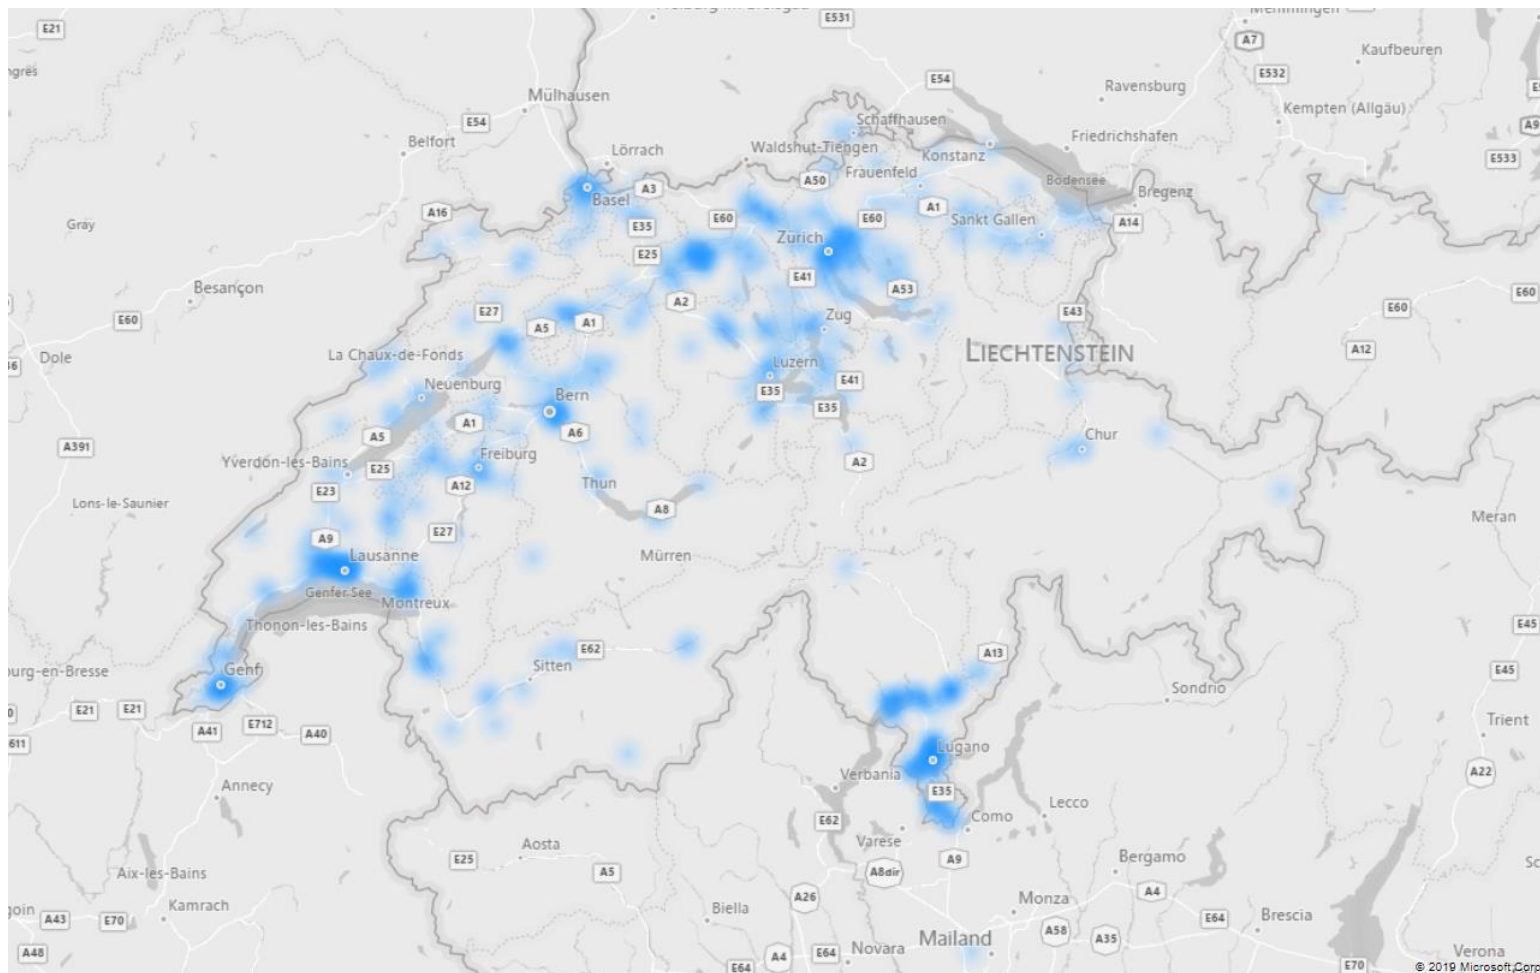 E21
E531
A7
Kaufbeuren
E532
E54
Ravensburg
Mülhausen
Kempten (Allgäu)
E54
Schaffhausen
Friedrichshafen
Belfort
Lörrach
Waldshut-Tiengen
Konstanz
E533
A3
A50
Frauenfeld
Bodensee
Bregenz
Basel
A16
E35
E60
E60
A1
Sankt Gallen
A14
Gray
Zürich
E25
E41
Besançon
A53
A2
E60
E60
E27
A5
A1
Zug
E43
E60
Dole
La Chaux-de-Fonds
Luzern
LIECHTENSTEIN
A12
Neuenburg
E35
E41
Bern
E35
A1
A6
A5
Chur
A391
Freiburg
Yverdon-les-Bains
E25
A2
A12
Thun
E23
Lons-le-Saunier
A8
Meran
A9
E27
Lausanne
Mürren
Genfer See
Montreux
Thonon-les-Bains
E45
E62
A13
Genf
Sitten
ourg-en-Bresse
E45
Sondrio
E21
E21
A41
E712
A40
Trient
611
Lugano
Verbania
A22
Annecy
E35
Lecco
E62
Como
Varese
Aosta
E25
A9
Bergamo
Aix-les-Bains
A5
A8dir
A26
A4
Kamrach
Monza
Biella
A43
E70
E64
Brescia
A58
A35
Mailand
A48
Novara
Verona
E64
A4
E64
E70
© 2019 Microsoft Corp